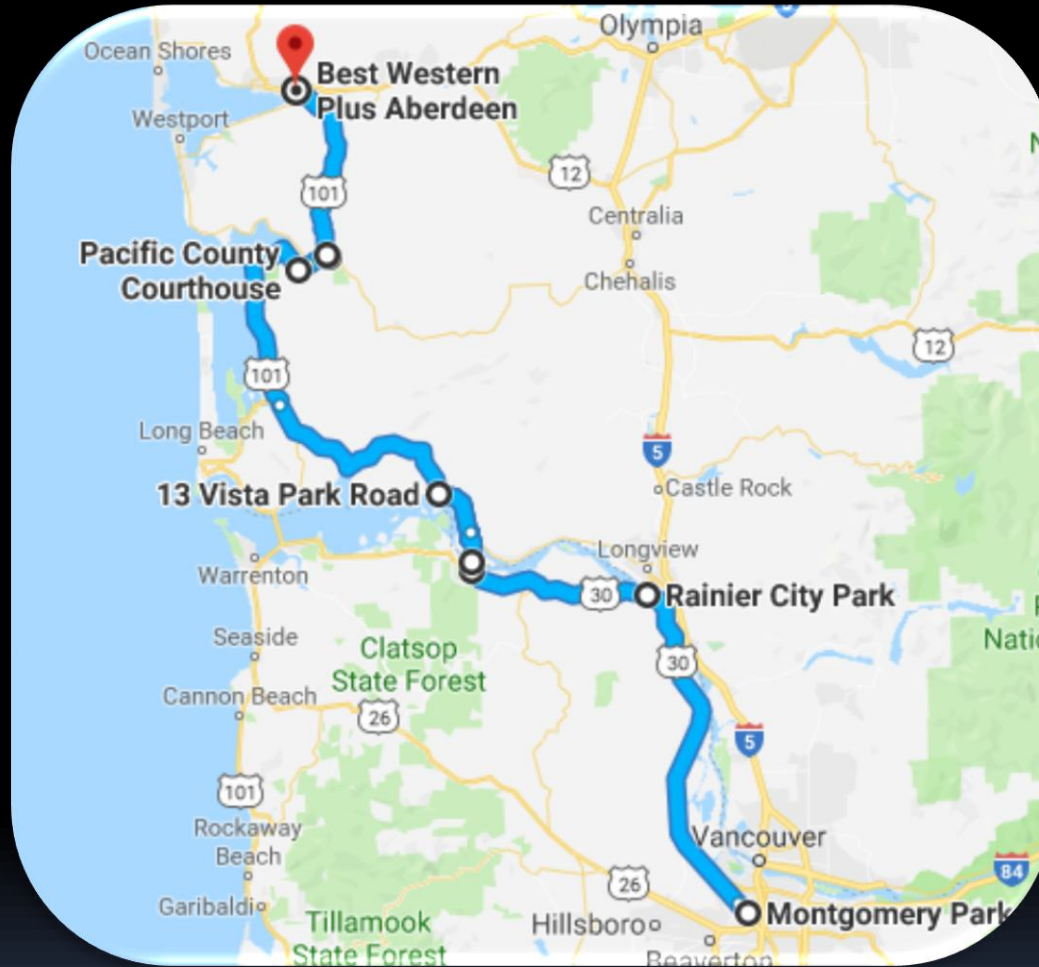 Olympia
Ocean Shores
Best Western
Plus Aberdeen
Westport
12
101
Centralia
Pacific County
Courthouse
Chehalis
12
101
Long Beach
5
13 Vista Park Road
Castle Rock
Longview
Warrenton
30
Rainier City Park
Seaside
Clatsop
State Forest
30
Natio
Cannon Beach
26
5
101
Rockaway
Beach
Vancouver
84
26
Garibaldi
Tillamook
State Forest
Hillsboro
Montgomery Park
Beaverton